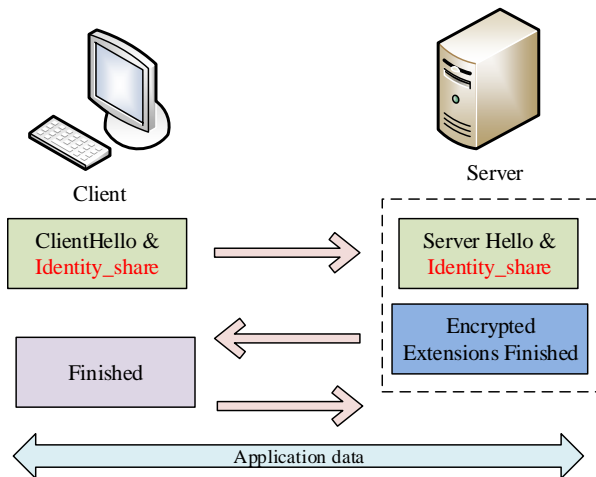 Client
Server
ClientHello &
Identity_share
Server Hello &
Identity_share
Encrypted
Extensions Finished
Finished
Application data